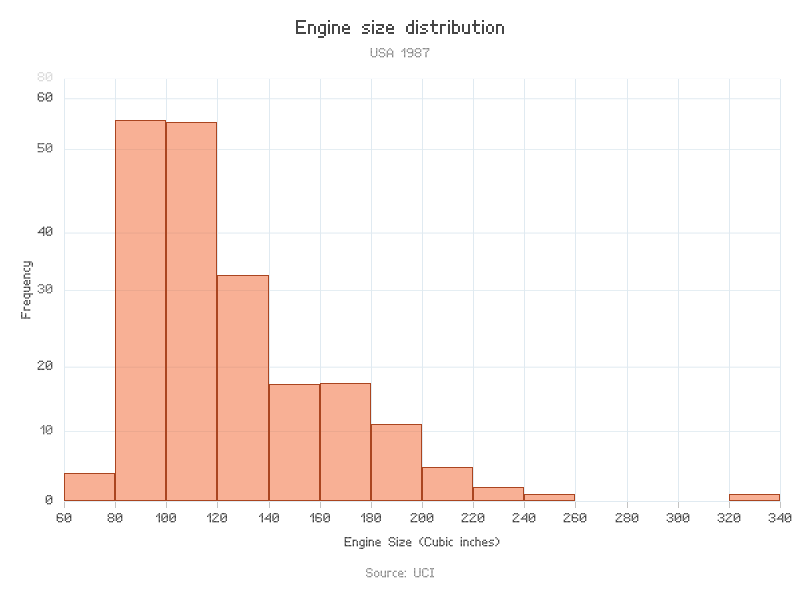 Engine size distribution
USA 1987
80
60
50
40
30
20
10
0
Frequency
60 80 100 120 140 160 180 200 220 240 260 280 300 320 340
Engine Size (Cubic inches)
Source: UCI